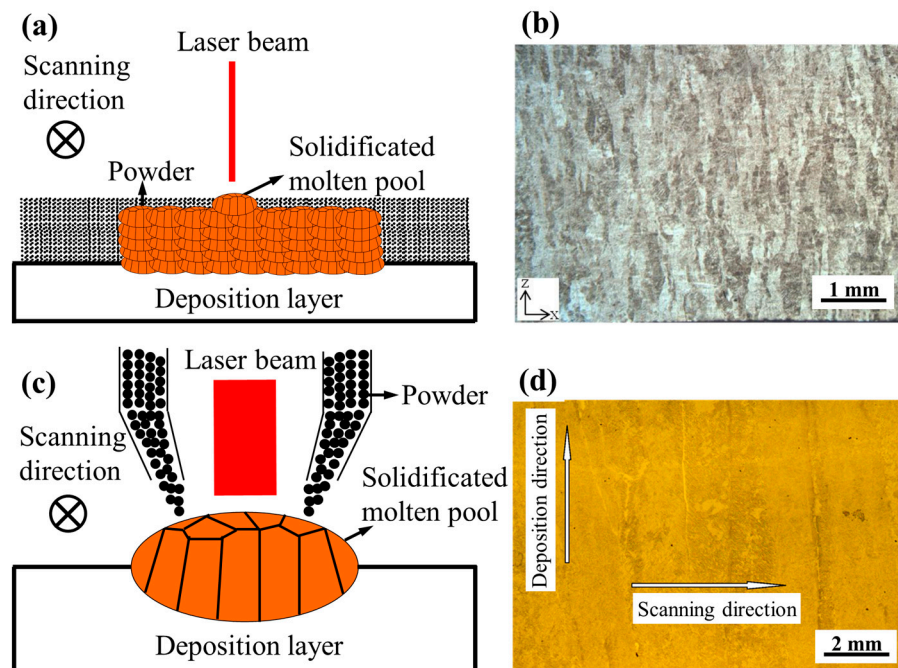 (a)
Laser beam
Scanning
direction
Powder
Solidificated
molten pool
Deposition layer
(b)
z
x
1 mm
(c)
Laser beam
Powder
Scanning
direction
Solidificated
molten pool
Deposition layer
(d)
Deposition direction
Scanning direction
2 mm